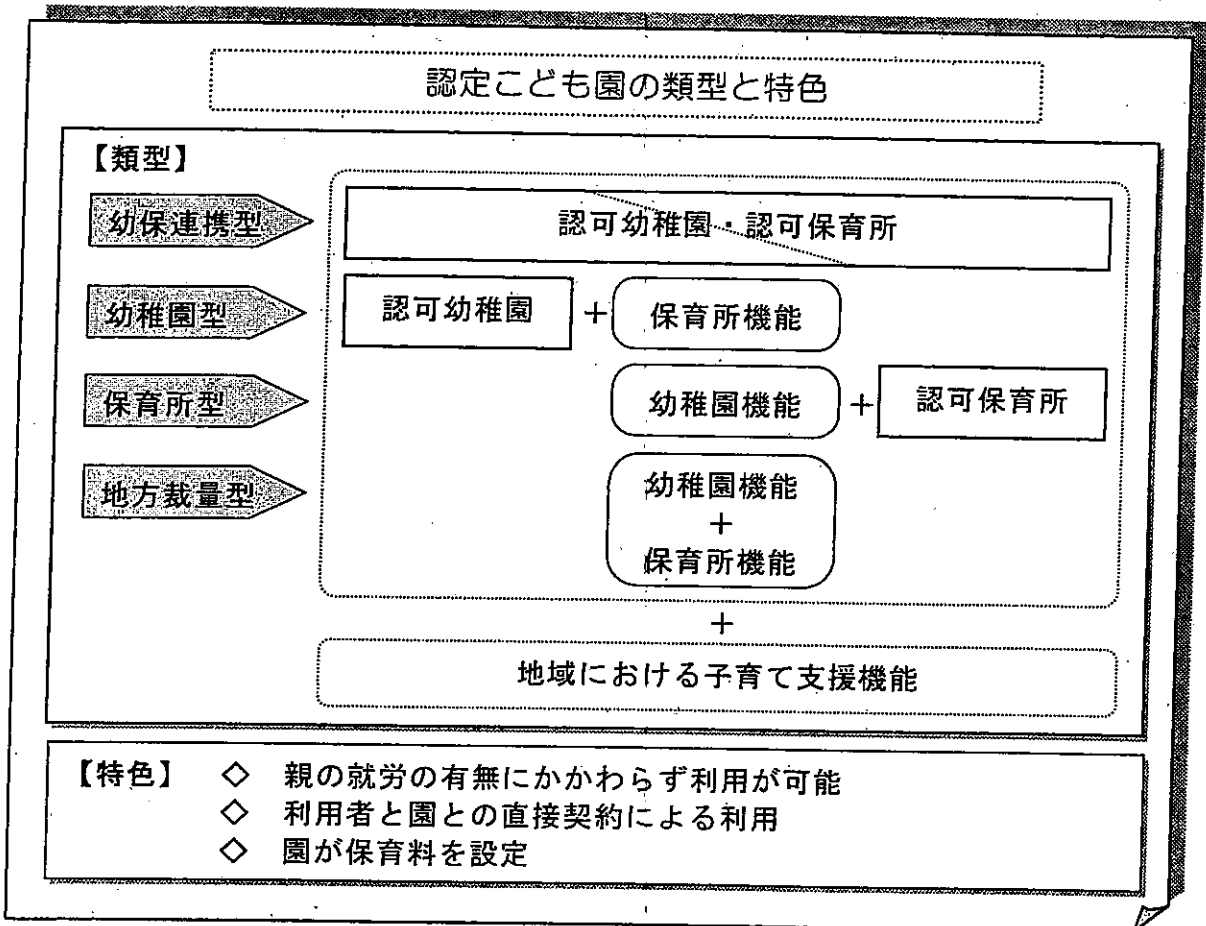 認定こども園の類型と特色
【類型】
幼保連携型
認可幼稚園・認可保育所
幼稚園型
認可幼稚園
+
保育所機能
保育所型
幼稚園機能
+
認可保育所
地方裁量型
幼稚園機能
+
保育所機能
+
地域における子育て支援機能
【特色】 ◇ 親の就労の有無にかかわらず利用が可能
◇ 利用者と園との直接契約による利用
◇ 園が保育料を設定